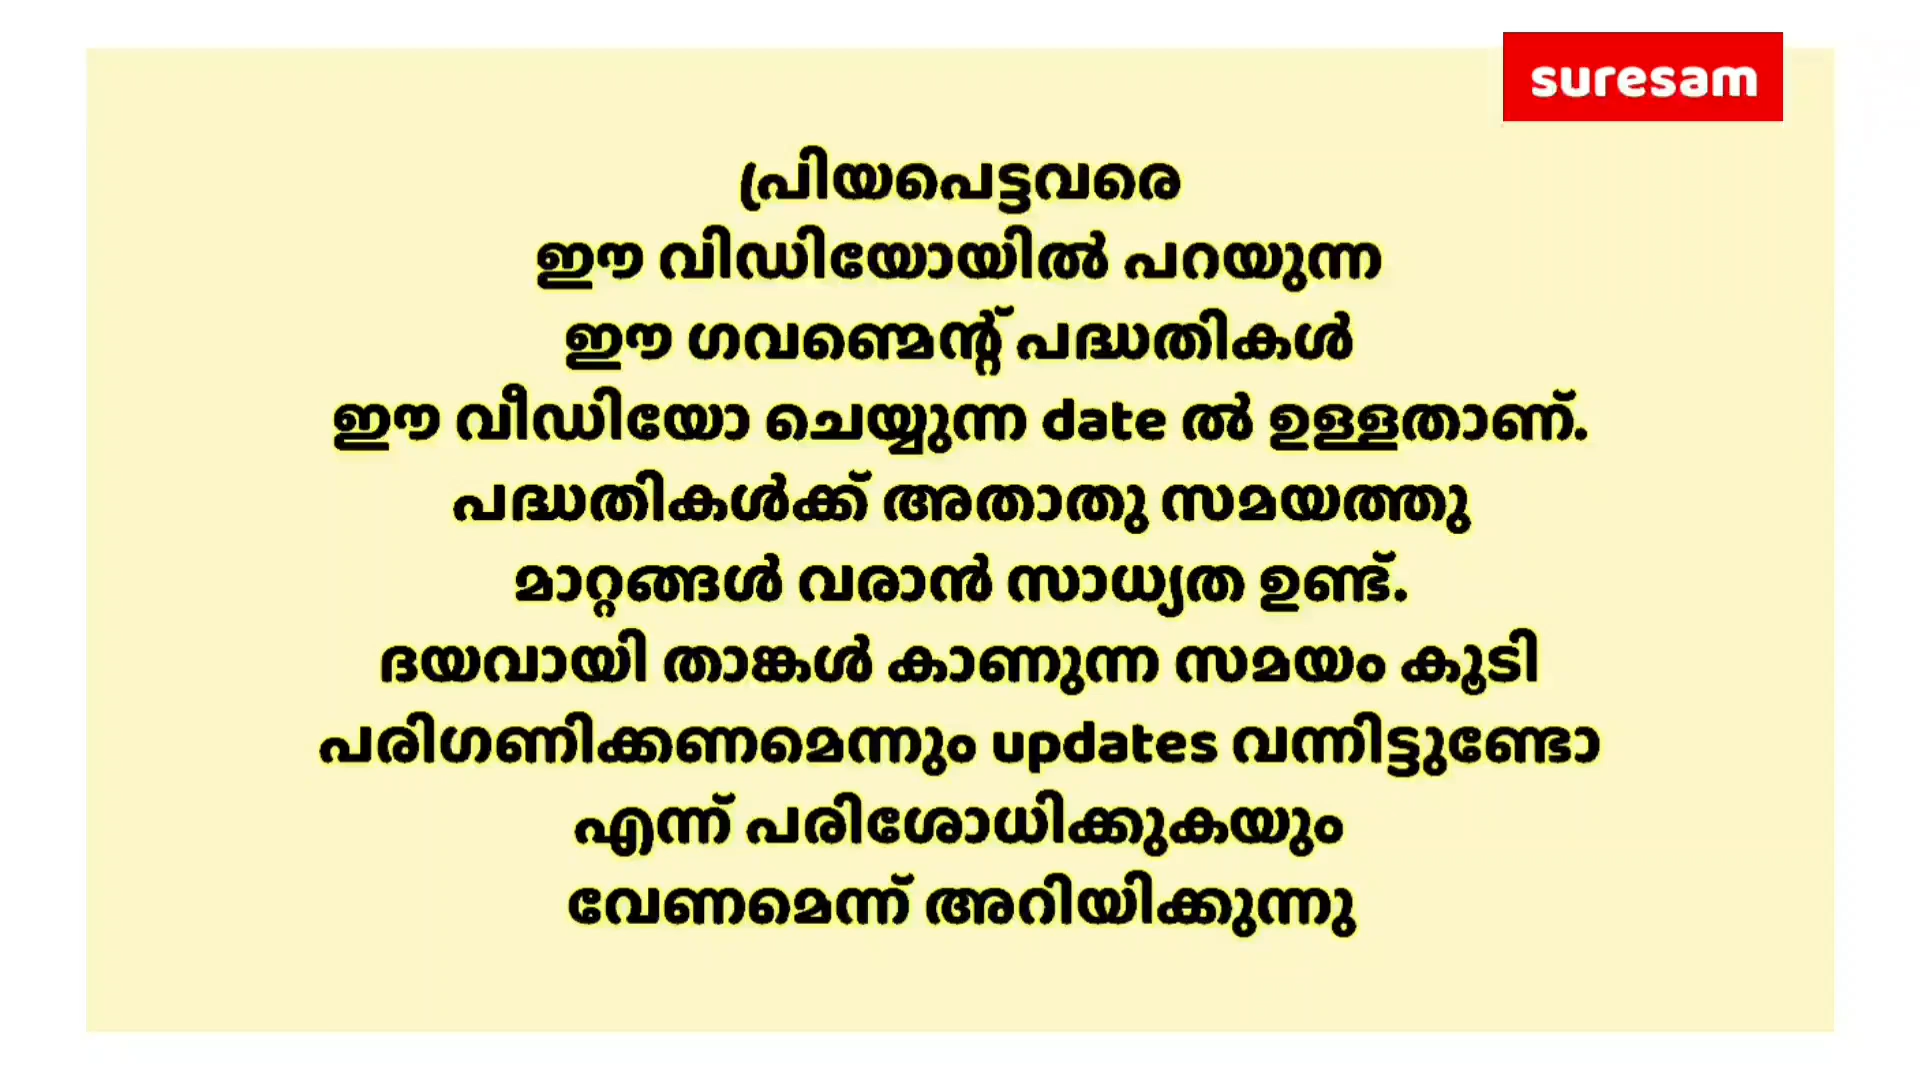 suresam
പ്രിയപെട്ടവരെ
ഈ വിഡിയോയിൽ പറയുന്ന
ഈ ഗവണ്മെന്റ് പദ്ധതികൾ
ഈ വീഡിയോ ചെയ്യുന്ന date ൽ ഉള്ളതാണ്.
പദ്ധതികൾക്ക് അതാതു സമയത്തു
മാറ്റങ്ങൾ വരാൻ സാധ്യത ഉണ്ട്.
ദയവായി താങ്കൾ കാണുന്ന സമയം കൂടി
പരിഗണിക്കണമെന്നും updates വന്നിട്ടുണ്ടോ
എന്ന് പരിശോധിക്കുകയും
വേണമെന്ന് അറിയിക്കുന്നു